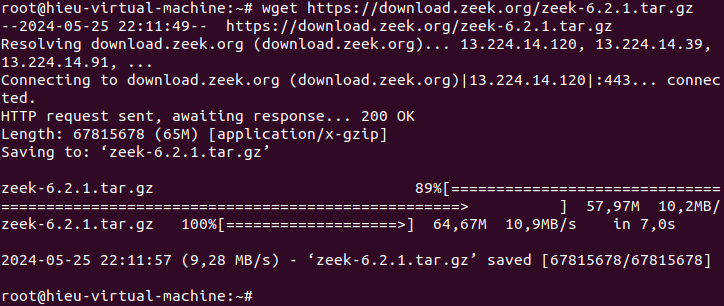 root@hieu-virtual-machine:~# wget https://download.zeek.org/zeek-6.2.1.tar.gz
--2024-05-25 22:11:49--  https://download.zeek.org/zeek-6.2.1.tar.gz
Resolving download.zeek.org (download.zeek.org)... 13.224.14.120, 13.224.14.39,
13.224.14.91, ...
Connecting to download.zeek.org (download.zeek.org)|13.224.14.120|:443... connec
ted.
HTTP request sent, awaiting response... 200 OK
Length: 67815678 (65M) [application/x-gzip]
Saving to: ‘zeek-6.2.1.tar.gz’

zeek-6.2.1.tar.gz                              89%[==============================
===================================================>          ]  57,97M  10,2MB/
zeek-6.2.1.tar.gz   100%[===================>]  64,67M  10,9MB/s    in 7,0s

2024-05-25 22:11:57 (9,28 MB/s) - ‘zeek-6.2.1.tar.gz’ saved [67815678/67815678]

root@hieu-virtual-machine:~#